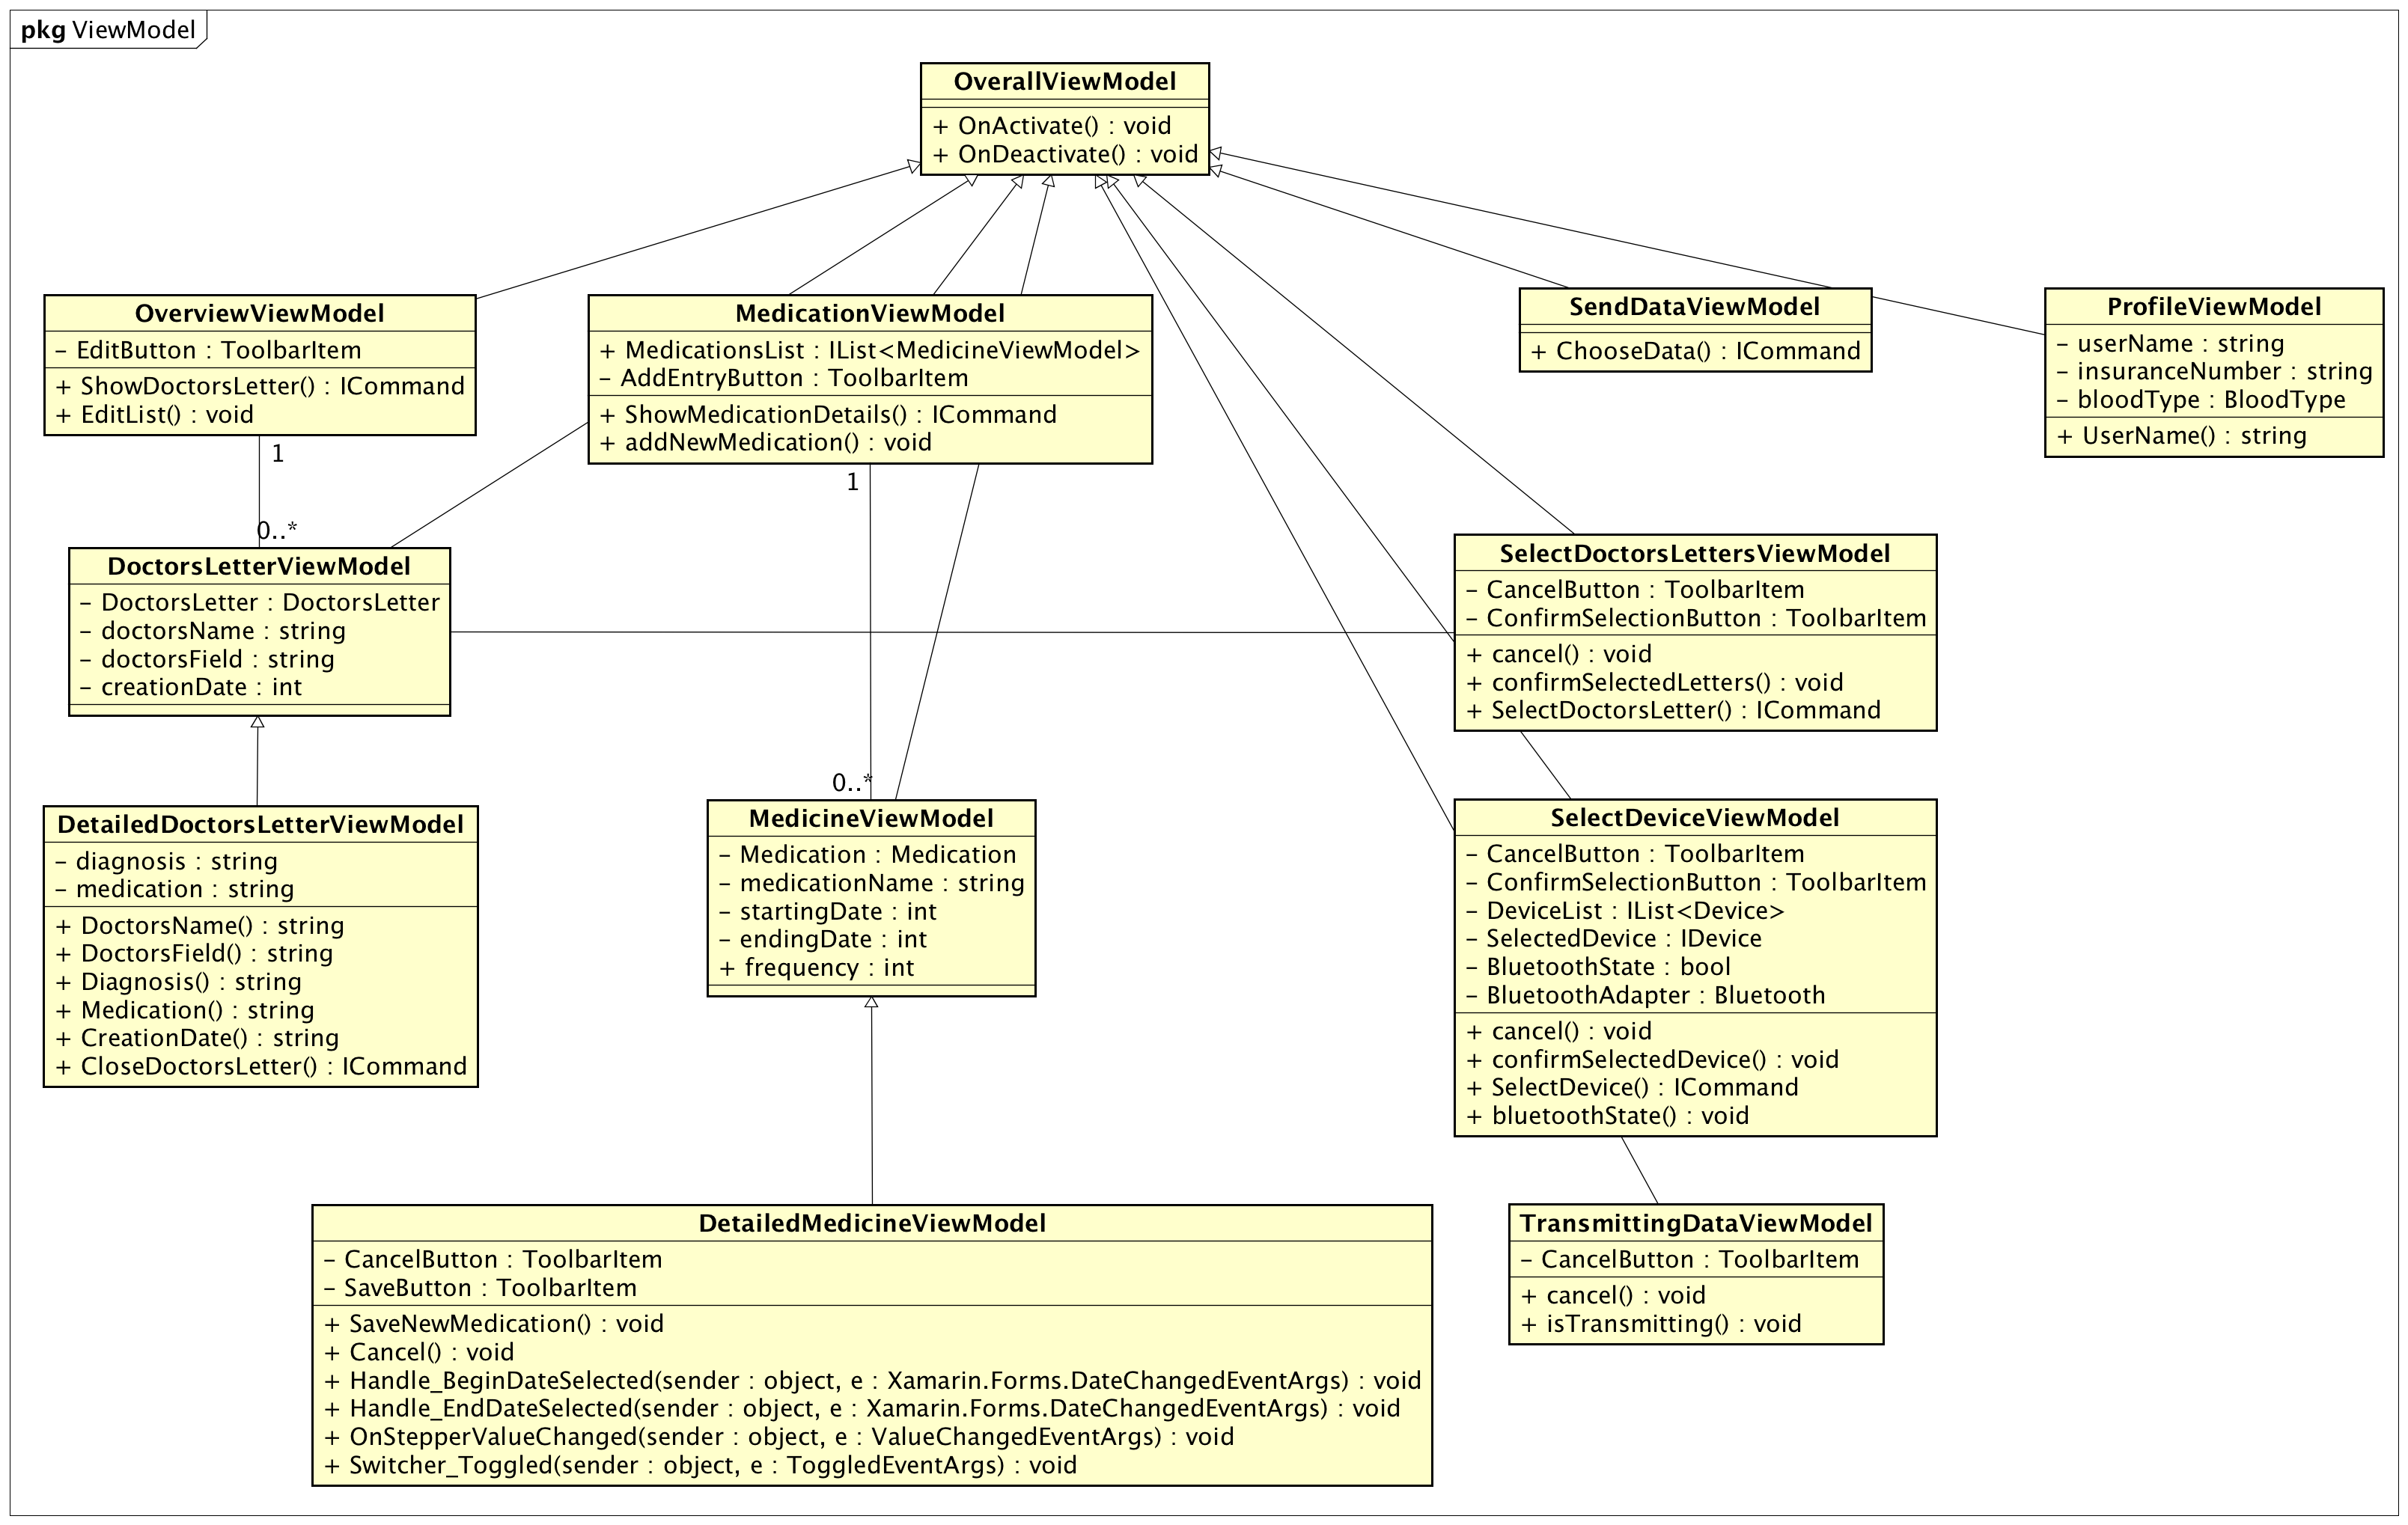 pkg ViewModel
OverallViewModel
+ OnActivate() : void
+ OnDeactivate() : void
OverviewViewModel
– EditButton : ToolbarItem
+ ShowDoctorsLetter() : ICommand
+ EditList() : void
1
0..*
MedicationViewModel
+ MedicationsList : IList<MedicineViewModel>
– AddEntryButton : ToolbarItem
+ ShowMedicationDetails() : ICommand
+ addNewMedication() : void
1
0..*
SendDataViewModel
+ ChooseData() : ICommand
ProfileViewModel
– userName : string
– insuranceNumber : string
– bloodType : BloodType
+ UserName() : string
DoctorsLetterViewModel
– DoctorsLetter : DoctorsLetter
– doctorsName : string
– doctorsField : string
– creationDate : int
SelectDoctorsLettersViewModel
– CancelButton : ToolbarItem
– ConfirmSelectionButton : ToolbarItem
+ cancel() : void
+ confirmSelectedLetters() : void
+ SelectDoctorsLetter() : ICommand
DetailedDoctorsLetterViewModel
– diagnosis : string
– medication : string
+ DoctorsName() : string
+ DoctorsField() : string
+ Diagnosis() : string
+ Medication() : string
+ CreationDate() : string
+ CloseDoctorsLetter() : ICommand
MedicineViewModel
– Medication : Medication
– medicationName : string
– startingDate : int
– endingDate : int
+ frequency : int
SelectDeviceViewModel
– CancelButton : ToolbarItem
– ConfirmSelectionButton : ToolbarItem
– DeviceList : IList<Device>
– SelectedDevice : IDevice
– BluetoothState : bool
– BluetoothAdapter : Bluetooth
+ cancel() : void
+ confirmSelectedDevice() : void
+ SelectDevice() : ICommand
+ bluetoothState() : void
DetailedMedicineViewModel
– CancelButton : ToolbarItem
– SaveButton : ToolbarItem
+ SaveNewMedication() : void
+ Cancel() : void
+ Handle_BeginDateSelected(sender : object, e : Xamarin.Forms.DateChangedEventArgs) : void
+ Handle_EndDateSelected(sender : object, e : Xamarin.Forms.DateChangedEventArgs) : void
+ OnStepperValueChanged(sender : object, e : ValueChangedEventArgs) : void
+ Switcher_Toggled(sender : object, e : ToggledEventArgs) : void
TransmittingDataViewModel
– CancelButton : ToolbarItem
+ cancel() : void
+ isTransmitting() : void